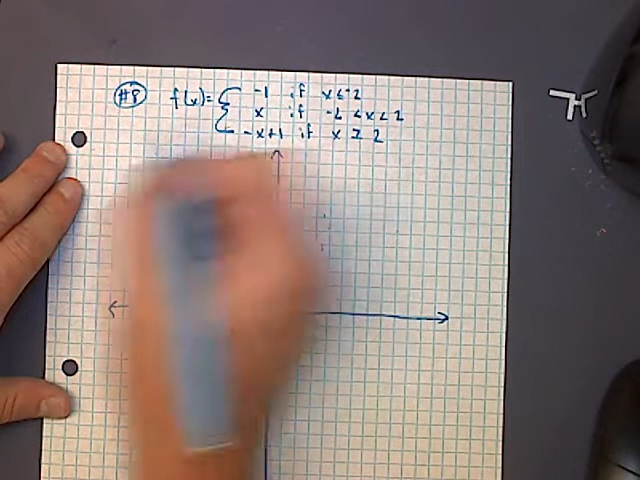 #8 f(x)= { -1 if x<-2
x if -2<x<2
-x+1 if x≥2